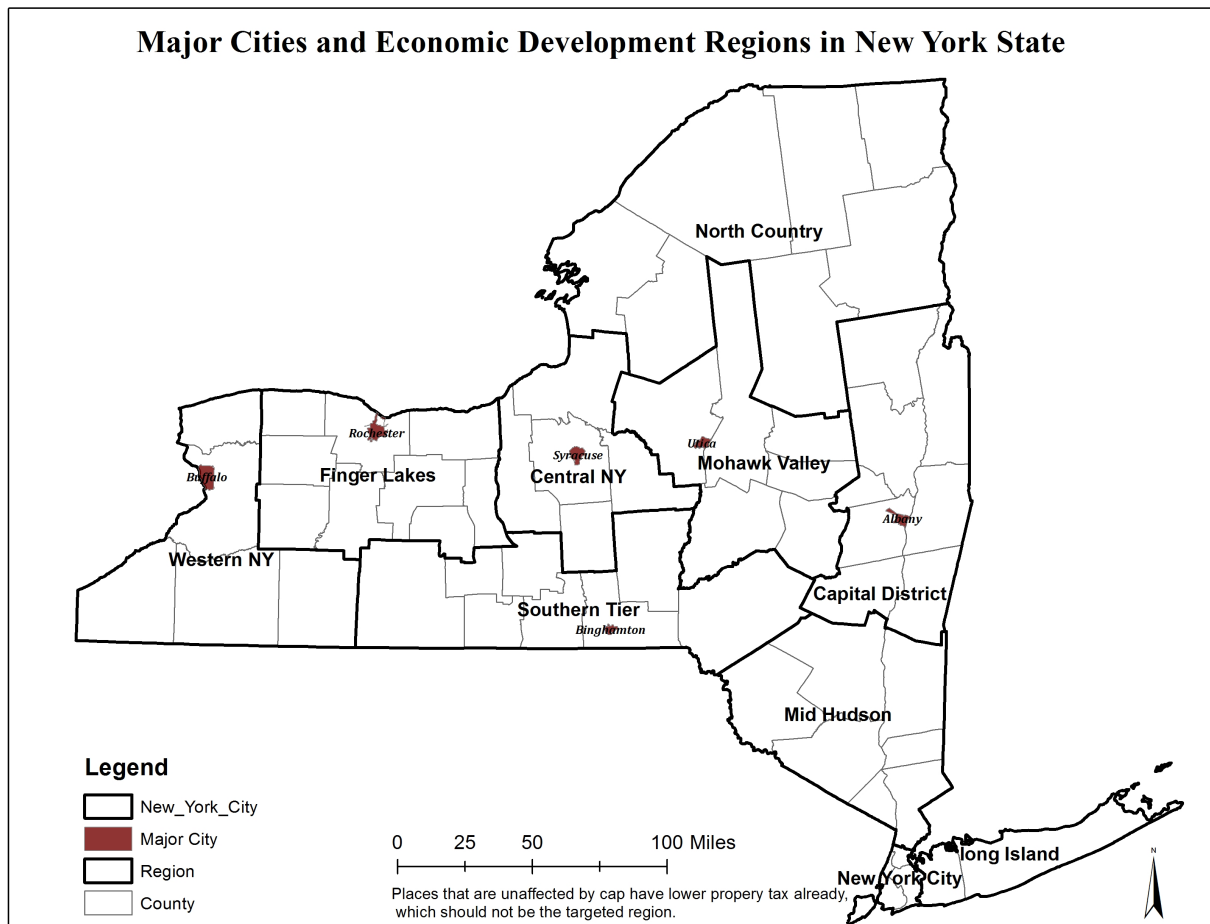 Major Cities and Economic Development Regions in New York State
North Country
Rochester
Buffalo
Finger Lakes
Syracuse
Central NY
Utica
Mohawk Valley
Albany
Western NY
Southern Tier
Binghamton
Capital District
Mid Hudson
long Island
New York City
Legend
New_York_City
Major City
Region
County
0 25 50 100 Miles
Places that are unaffected by cap have lower propery tax already,
which should not be the targeted region.
N